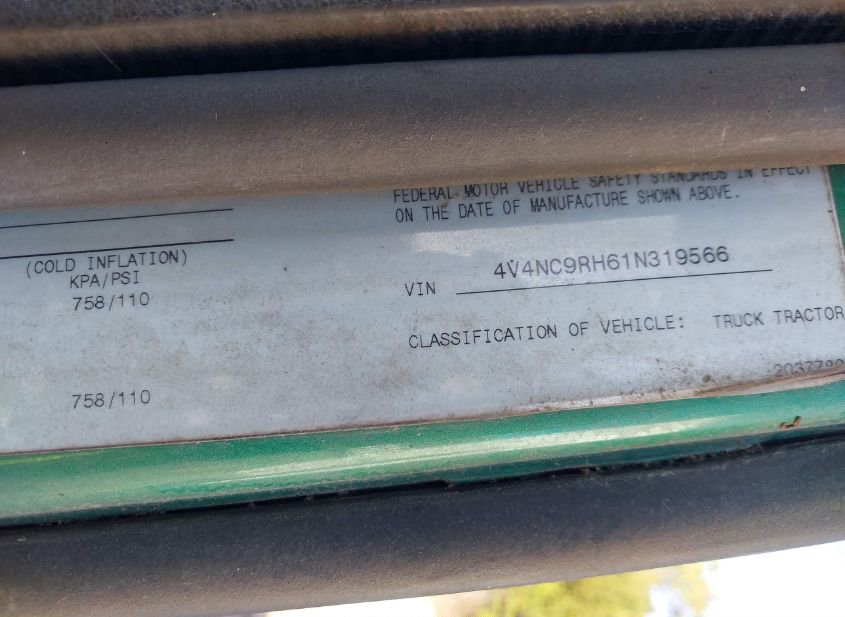 FEDERAL MOTOR VEHICLE SAFETY STANDARDS IN EFFECT
ON THE DATE OF MANUFACTURE SHOWN ABOVE.
(COLD INFLATION)
KPA/PSI
758/110
VIN 4V4NC9RH61N319566
CLASSIFICATION OF VEHICLE: TRUCK TRACTOR
758/110